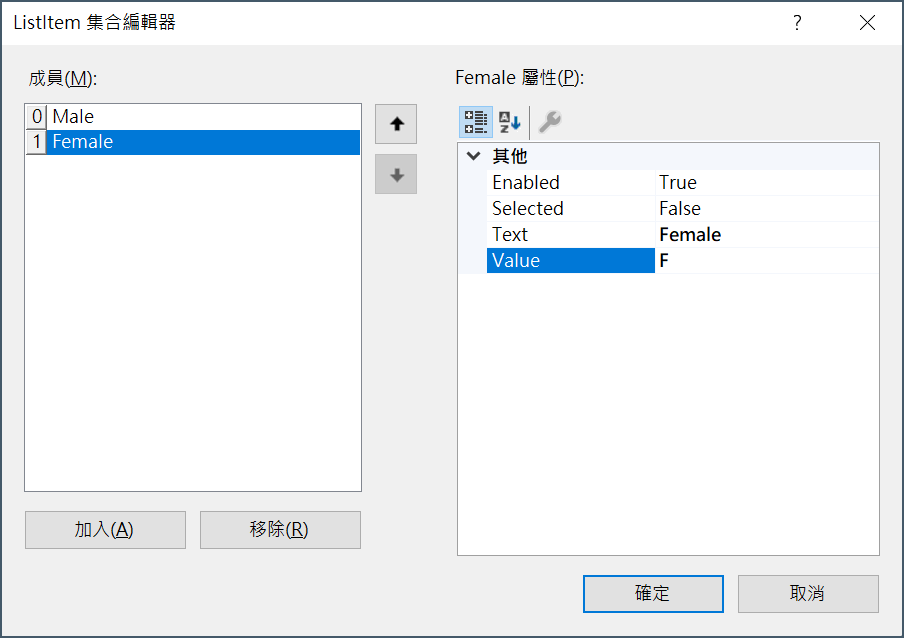 ListItem 集合編輯器
?
成員(M):
0 Male
1 Female
加入(A)
移除(R)
Female 屬性(P):
A
Z
其他
Enabled True
Selected False
Text Female
Value F
確定
取消